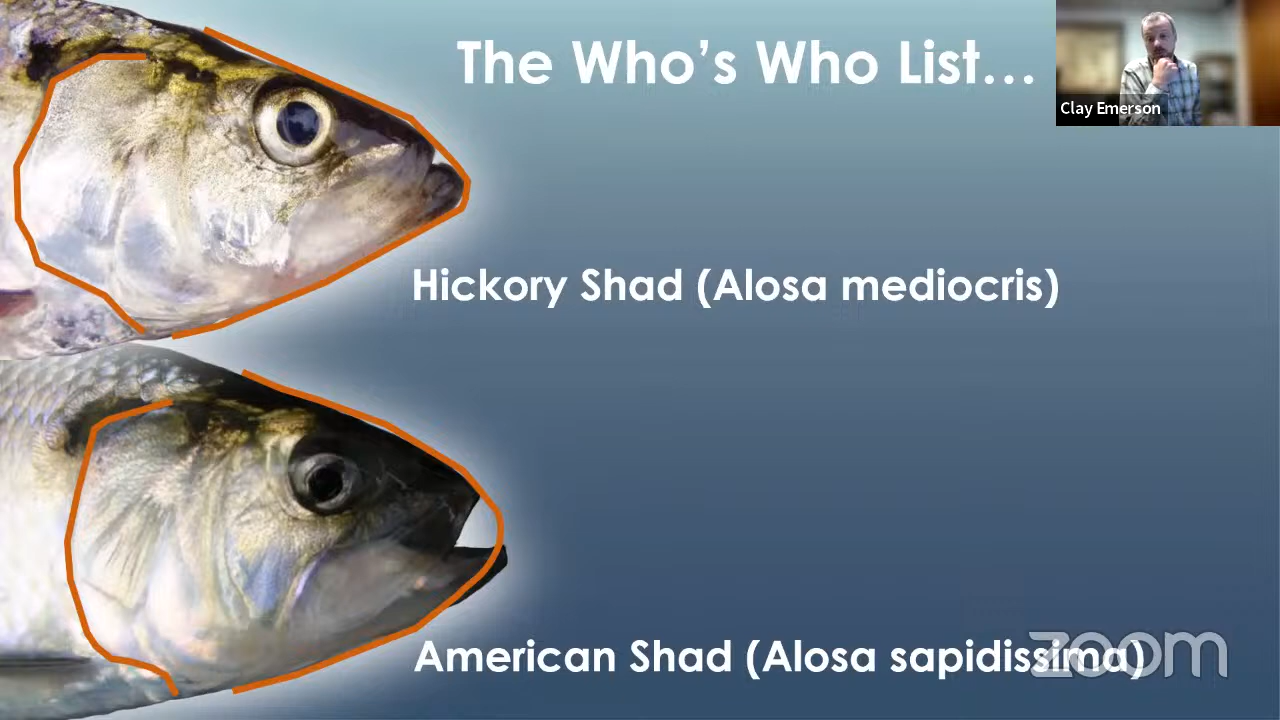 The Who's Who List...
Clay Emerson
Hickory Shad (Alosa mediocris)
American Shad (Alosa sapidissima)
zoom